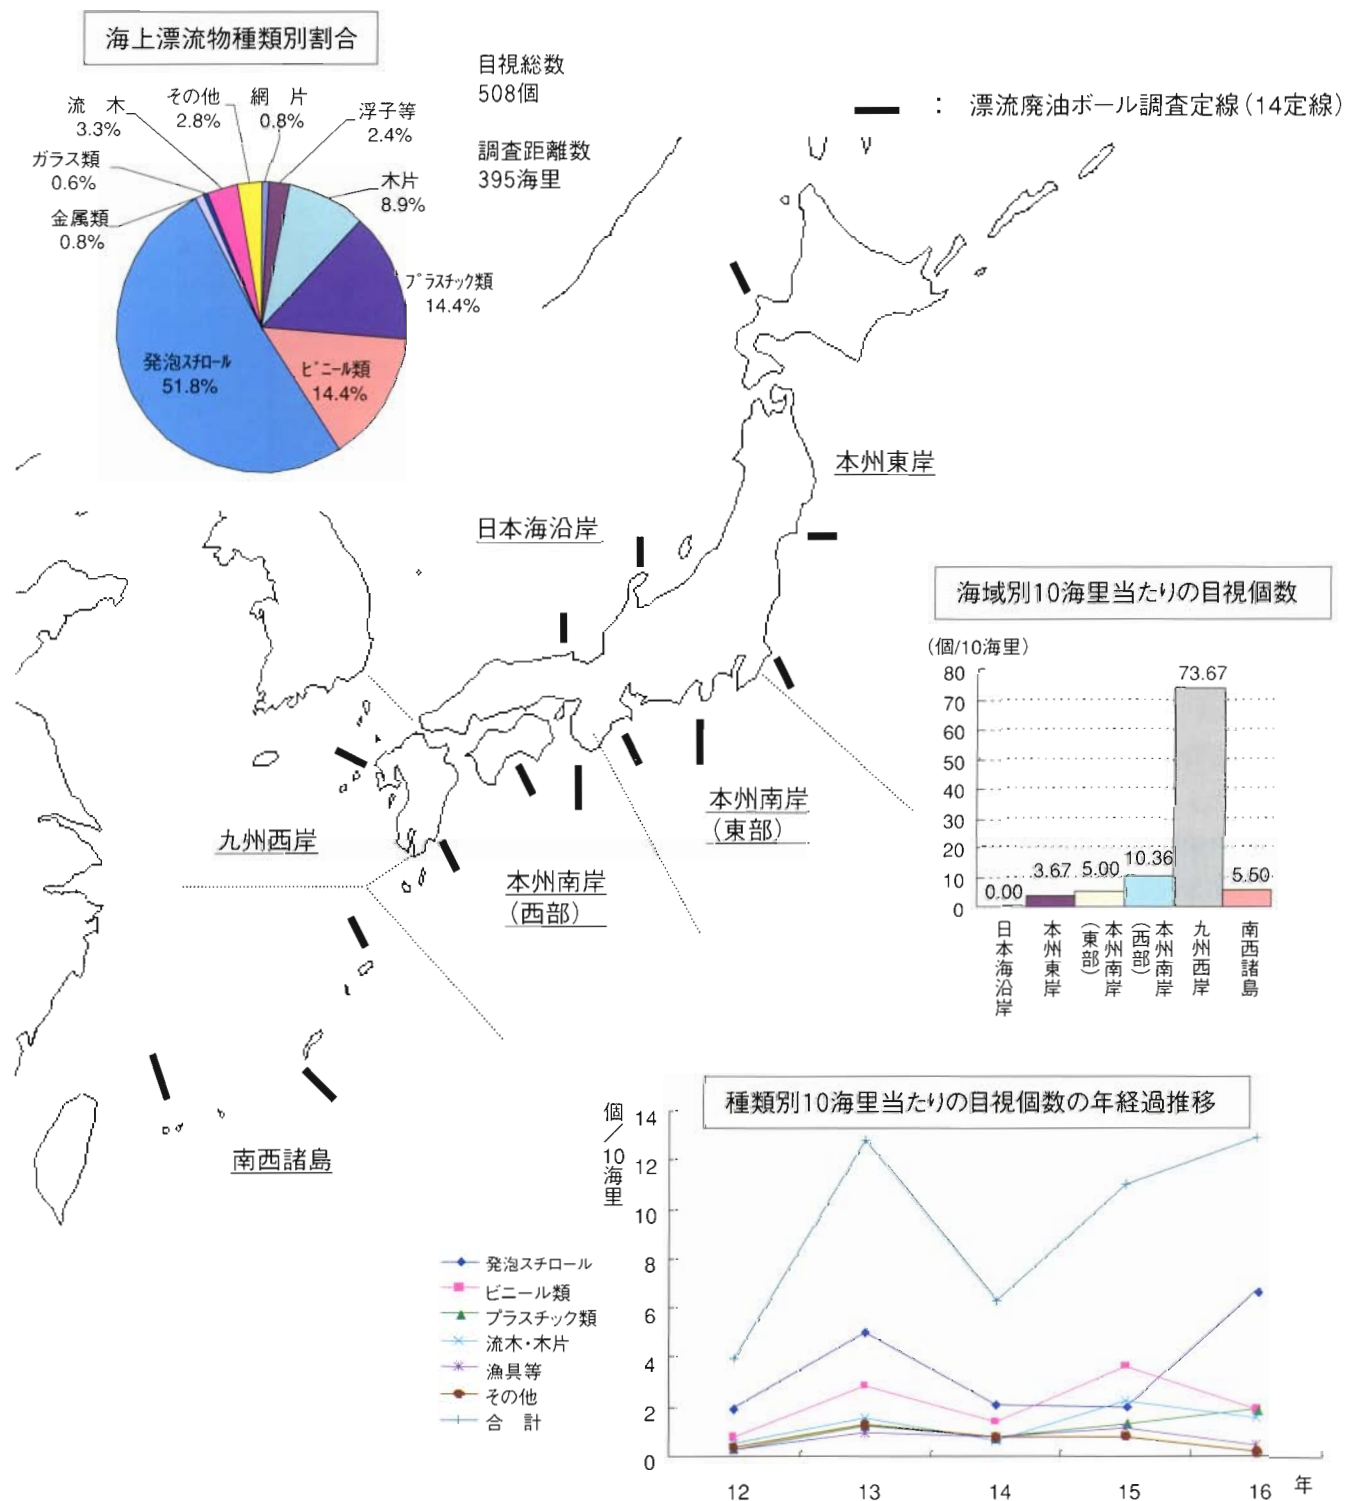 海上漂流物種類別割合
目視総数
508個
調査距離数
395海里
： 漂流廃油ボール調査定線（14定線）
流　木
3.3%
その他
2.8%
網　片
0.8%
浮子等
2.4%
ガラス類
0.6%
木片
8.9%
金属類
0.8%
プラスチック類
14.4%
発泡スチロール
51.8%
ビニール類
14.4%
本州東岸
日本海沿岸
九州西岸
本州南岸
（西部）
本州南岸
（東部）
南西諸島
海域別10海里当たりの目視個数
（個/10海里）
80
70
60
50
40
30
20
10
0
0.00
3.67
5.00
10.36
73.67
5.50
日本海沿岸
本州東岸
本州南岸
（東部）
本州南岸
（西部）
九州西岸
南西諸島
種類別10海里当たりの目視個数の年経過推移
個／10海里
14
12
10
8
6
4
2
0
12
13
14
15
16
年
発泡スチロール
ビニール類
プラスチック類
流木・木片
漁具等
その他
合　計